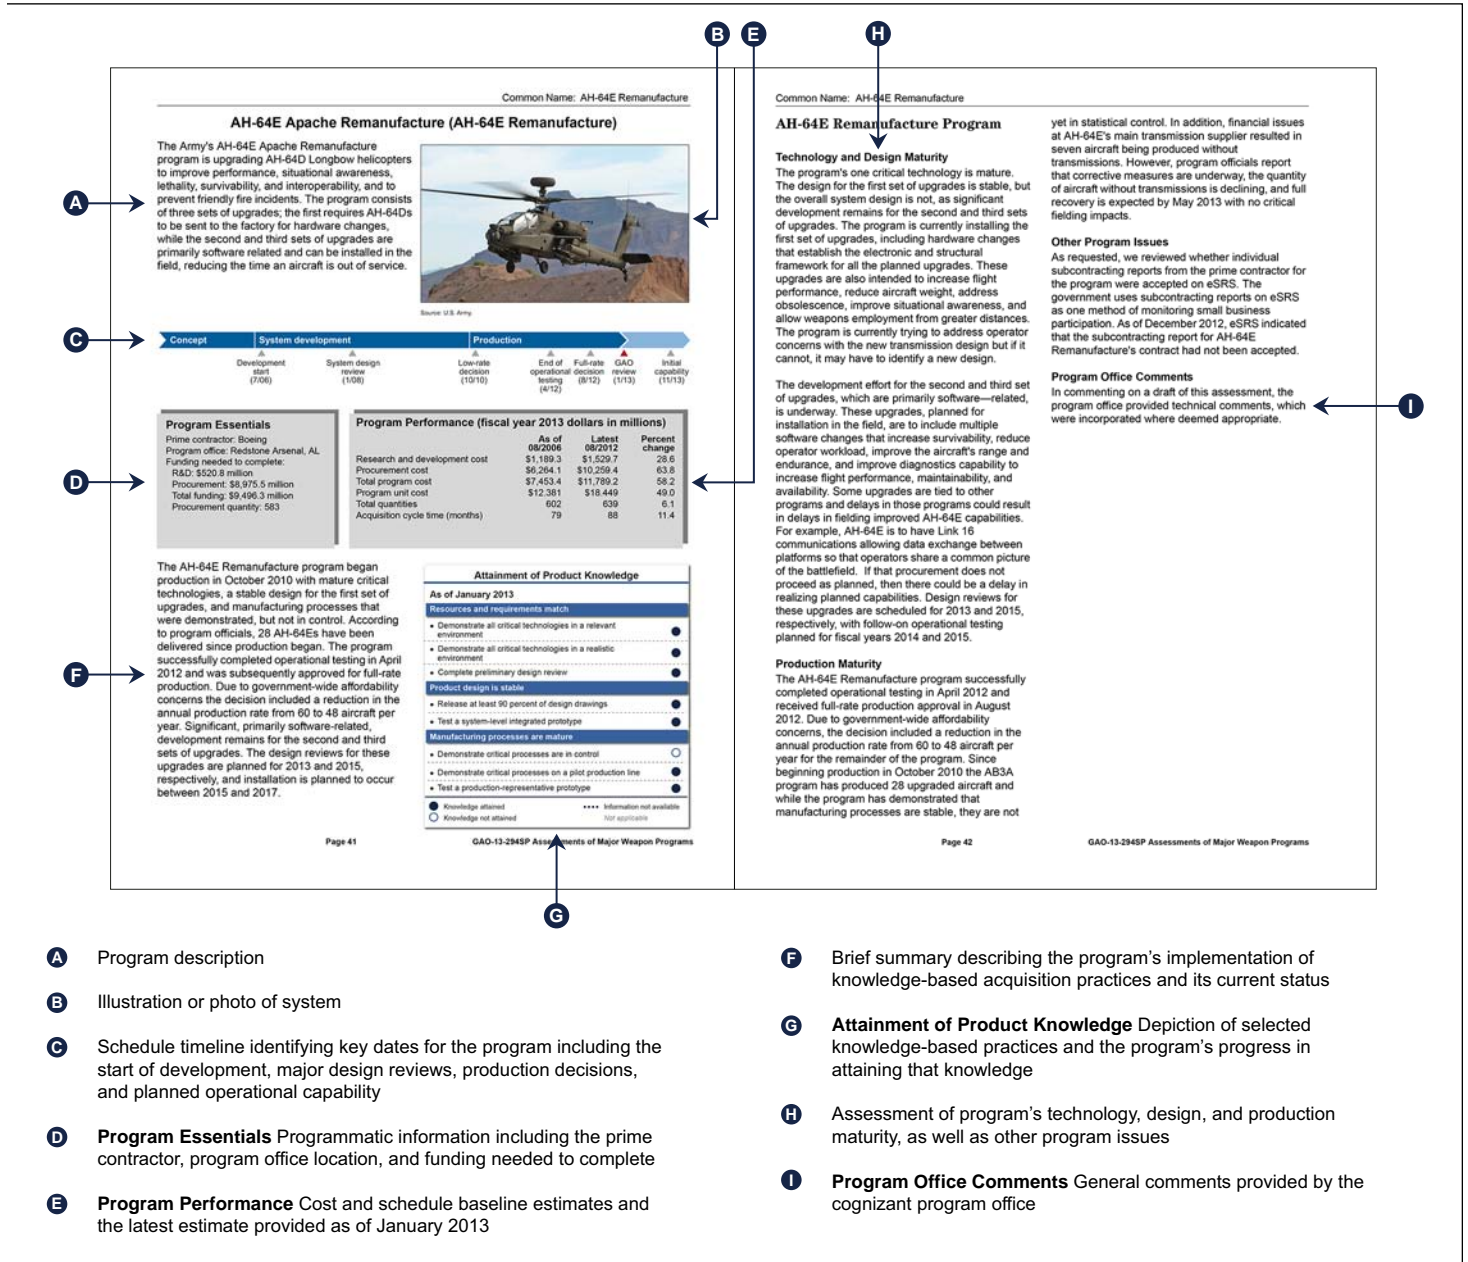 B
E
H
Common Name: AH-64E Remanufacture
AH-64E Apache Remanufacture (AH-64E Remanufacture)
The Army's AH-64E Apache Remanufacture
program is upgrading AH-64D Longbow helicopters
to improve performance, situational awareness,
lethality, survivability, and interoperability, and to
prevent friendly fire incidents. The program consists
of three sets of upgrades; the first requires AH-64Ds
to be sent to the factory for hardware changes,
while the second and third sets of upgrades are
primarily software related and can be installed in the
field, reducing the time an aircraft is out of service.
A
Source: U.S. Army.
C
Concept
System development
Production
Development
start
(7/06)
System design
review
(1/08)
Low-rate
decision
(10/10)
End of
operational
testing
(4/12)
Full-rate
decision
(8/12)
GAO
review
(1/13)
Initial
capability
(11/13)
D
Program Essentials
Prime contractor: Boeing
Program office: Redstone Arsenal, AL
Funding needed to complete:
R&D: $520.8 million
Procurement: $8,975.5 million
Total funding: $9,496.3 million
Procurement quantity: 583
Program Performance (fiscal year 2013 dollars in millions)
As of Latest Percent
08/2006 08/2012 change
Research and development cost $1,189.3 $1,529.7 28.6
Procurement cost $6,264.1 $10,259.4 63.8
Total program cost $7,453.4 $11,789.2 58.2
Program unit cost $12.381 $18.449 49.0
Total quantities 602 639 6.1
Acquisition cycle time (months) 79 88 11.4
F
The AH-64E Remanufacture program began
production in October 2010 with mature critical
technologies, a stable design for the first set of
upgrades, and manufacturing processes that
were demonstrated, but not in control. According
to program officials, 28 AH-64Es have been
delivered since production began. The program
successfully completed operational testing in April
2012 and was subsequently approved for full-rate
production. Due to government-wide affordability
concerns the decision included a reduction in the
annual production rate from 60 to 48 aircraft per
year. Significant, primarily software-related,
development remains for the second and third
sets of upgrades. The design reviews for these
upgrades are planned for 2013 and 2015,
respectively, and installation is planned to occur
between 2015 and 2017.
Attainment of Product Knowledge
As of January 2013
Resources and requirements match
• Demonstrate all critical technologies in a relevant
environment
• Demonstrate all critical technologies in a realistic
environment
• Complete preliminary design review
Product design is stable
• Release at least 90 percent of design drawings
• Test a system-level integrated prototype
Manufacturing processes are mature
• Demonstrate critical processes are in control
• Demonstrate critical processes on a pilot production line
• Test a production-representative prototype
Knowledge attained
Information not available
Knowledge not attained
Not applicable
Page 41
GAO-13-294SP Assessments of Major Weapon Programs
G
Common Name: AH-64E Remanufacture
AH-64E Remanufacture Program
Technology and Design Maturity
The program's one critical technology is mature.
The design for the first set of upgrades is stable, but
the overall system design is not, as significant
development remains for the second and third sets
of upgrades. The program is currently installing the
first set of upgrades, including hardware changes
that establish the electronic and structural
framework for all the planned upgrades. These
upgrades are also intended to increase flight
performance, reduce aircraft weight, address
obsolescence, improve situational awareness, and
allow weapons employment from greater distances.
The program is currently trying to address operator
concerns with the new transmission design but if it
cannot, it may have to identify a new design.
The development effort for the second and third set
of upgrades, which are primarily software—related,
is underway. These upgrades, planned for
installation in the field, are to include multiple
software changes that increase survivability, reduce
operator workload, improve the aircraft's range and
endurance, and improve diagnostics capability to
increase flight performance, maintainability, and
availability. Some upgrades are tied to other
programs and delays in those programs could result
in delays in fielding improved AH-64E capabilities.
For example, AH-64E is to have Link 16
communications allowing data exchange between
platforms so that operators share a common picture
of the battlefield. If that procurement does not
proceed as planned, then there could be a delay in
realizing planned capabilities. Design reviews for
these upgrades are scheduled for 2013 and 2015,
respectively, with follow-on operational testing
planned for fiscal years 2014 and 2015.
Production Maturity
The AH-64E Remanufacture program successfully
completed operational testing in April 2012 and
received full-rate production approval in August
2012. Due to government-wide affordability
concerns, the decision included a reduction in the
annual production rate from 60 to 48 aircraft per
year for the remainder of the program. Since
beginning production in October 2010 the AB3A
program has produced 28 upgraded aircraft and
while the program has demonstrated that
manufacturing processes are stable, they are not
yet in statistical control. In addition, financial issues
at AH-64E's main transmission supplier resulted in
seven aircraft being produced without
transmissions. However, program officials report
that corrective measures are underway, the quantity
of aircraft without transmissions is declining, and full
recovery is expected by May 2013 with no critical
fielding impacts.
Other Program Issues
As requested, we reviewed whether individual
subcontracting reports from the prime contractor for
the program were accepted on eSRS. The
government uses subcontracting reports on eSRS
as one method of monitoring small business
participation. As of December 2012, eSRS indicated
that the subcontracting report for AH-64E
Remanufacture's contract had not been accepted.
Program Office Comments
In commenting on a draft of this assessment, the
program office provided technical comments, which
were incorporated where deemed appropriate.
I
Page 42
GAO-13-294SP Assessments of Major Weapon Programs
A Program description
B Illustration or photo of system
C Schedule timeline identifying key dates for the program including the
start of development, major design reviews, production decisions,
and planned operational capability
D Program Essentials Programmatic information including the prime
contractor, program office location, and funding needed to complete
E Program Performance Cost and schedule baseline estimates and
the latest estimate provided as of January 2013
F Brief summary describing the program's implementation of
knowledge-based acquisition practices and its current status
G Attainment of Product Knowledge Depiction of selected
knowledge-based practices and the program's progress in
attaining that knowledge
H Assessment of program's technology, design, and production
maturity, as well as other program issues
I Program Office Comments General comments provided by the
cognizant program office